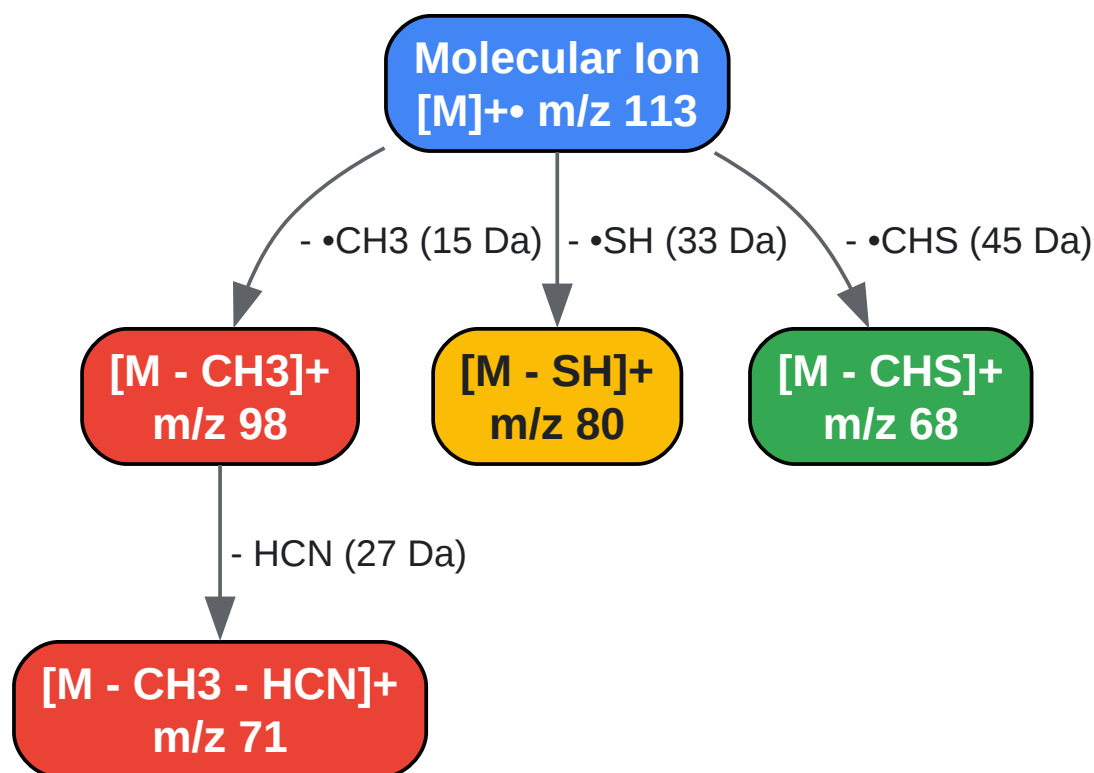 Molecular Ion
[M]+• m/z 113
- •CH3 (15 Da)
- •SH (33 Da)
- •CHS (45 Da)
[M - CH3]+
m/z 98
[M - SH]+
m/z 80
[M - CHS]+
m/z 68
- HCN (27 Da)
[M - CH3 - HCN]+
m/z 71